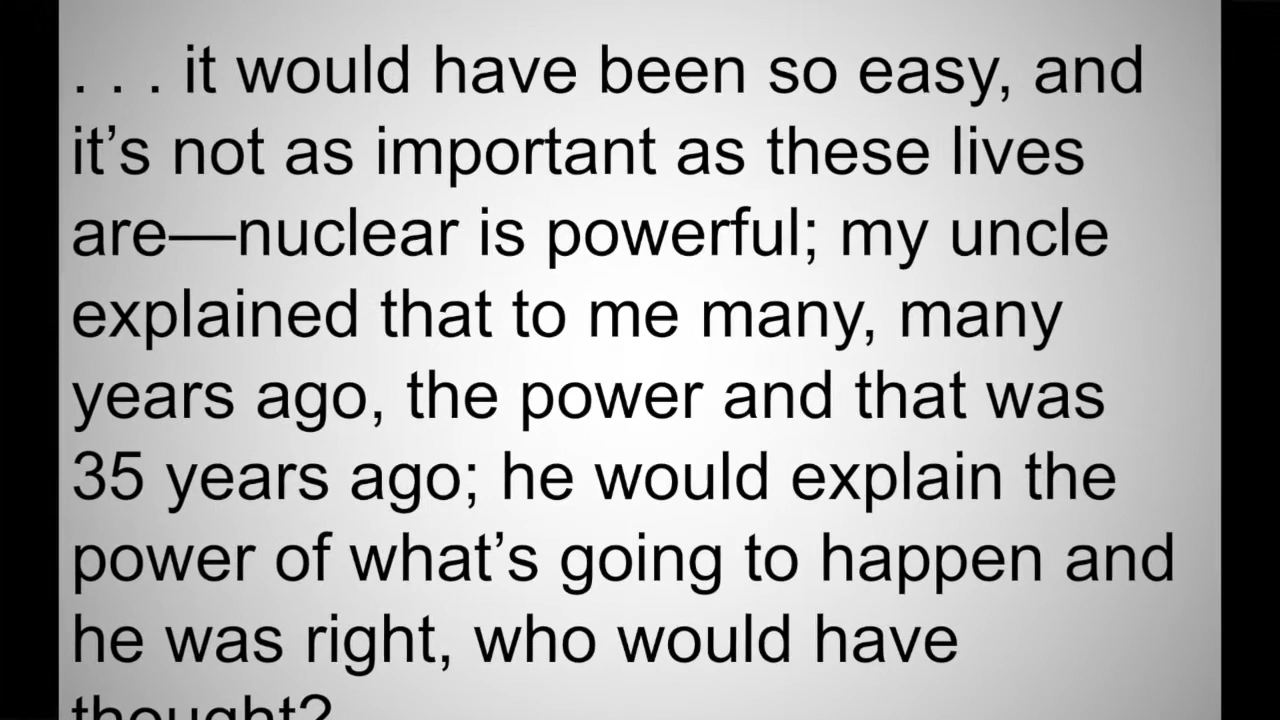 . . . it would have been so easy, and
it’s not as important as these lives
are—nuclear is powerful; my uncle
explained that to me many, many
years ago, the power and that was
35 years ago; he would explain the
power of what’s going to happen and
he was right, who would have
thought?